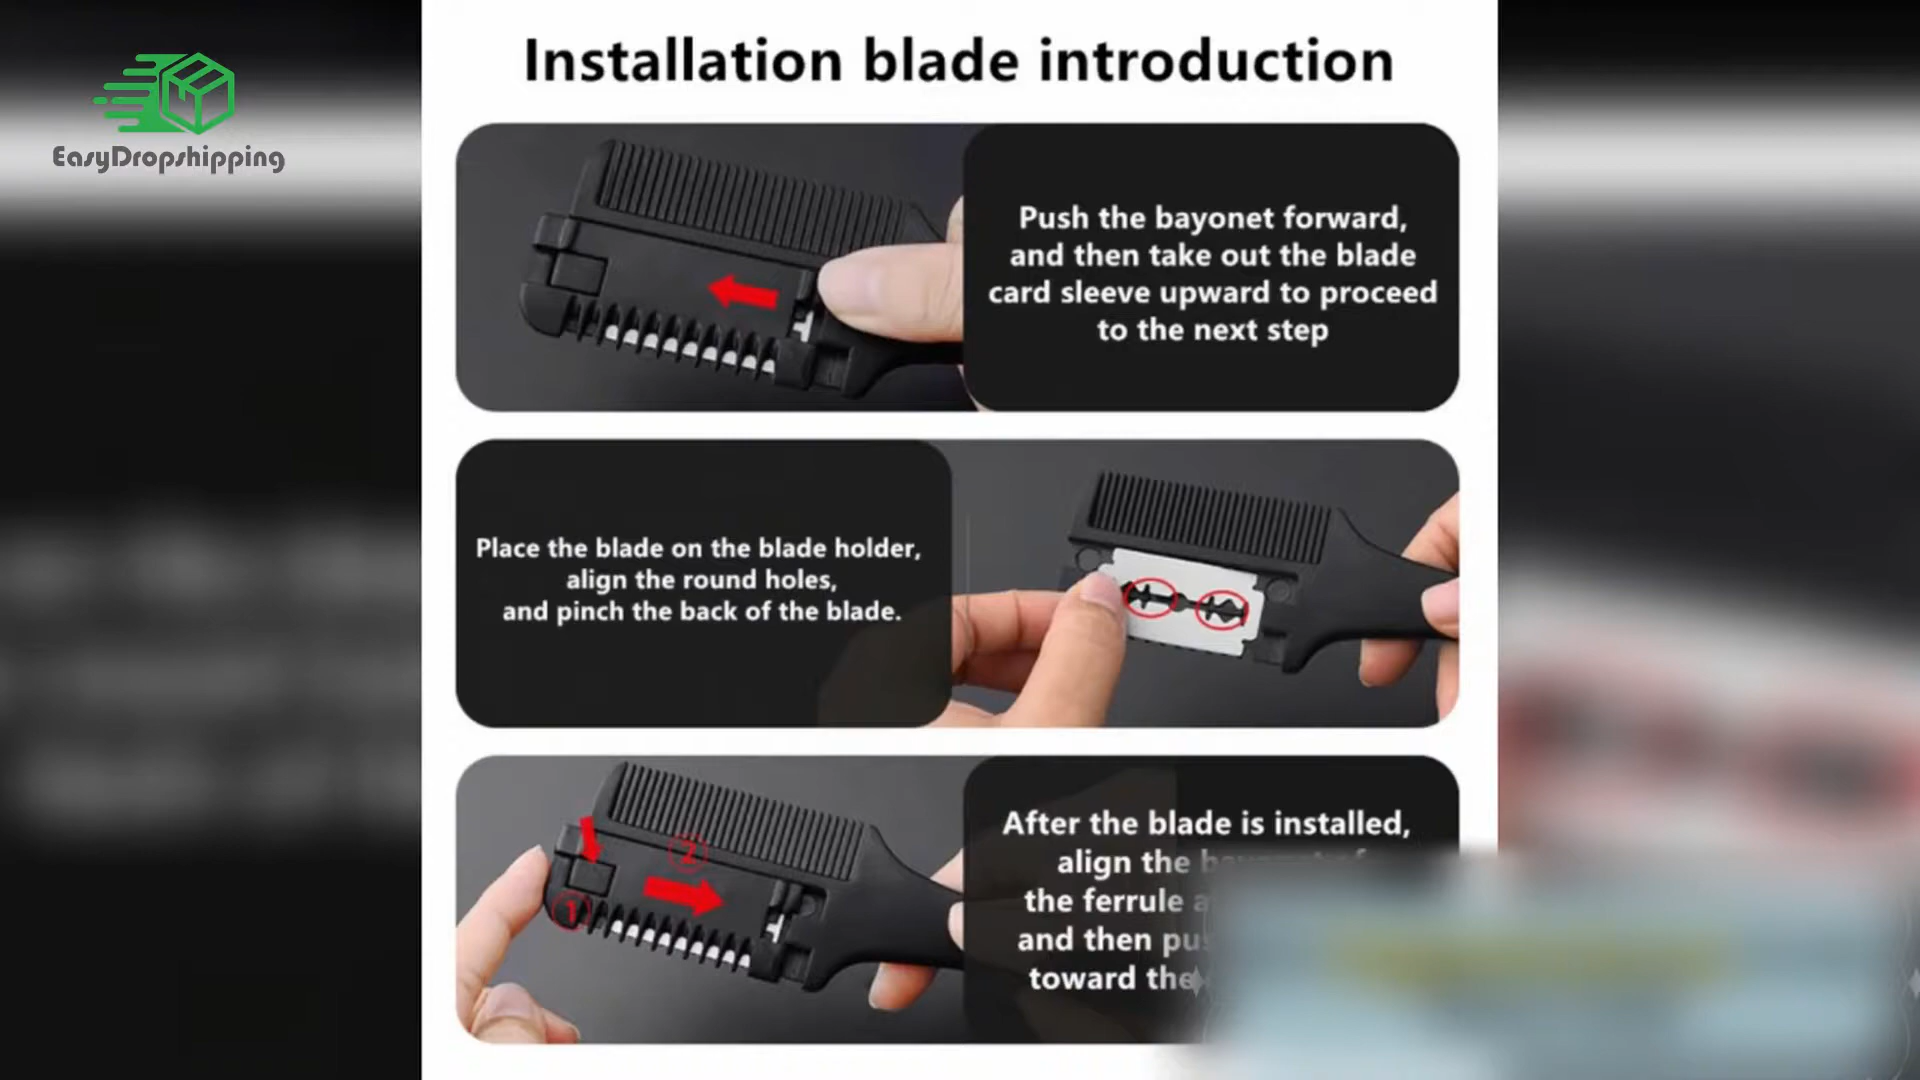 EasyDropshipping
Installation blade introduction
Push the bayonet forward,
and then take out the blade
card sleeve upward to proceed
to the next step
Place the blade on the blade holder,
align the round holes,
and pinch the back of the blade.
2
1
After the blade is installed,
align the
the ferrule
and then
toward the